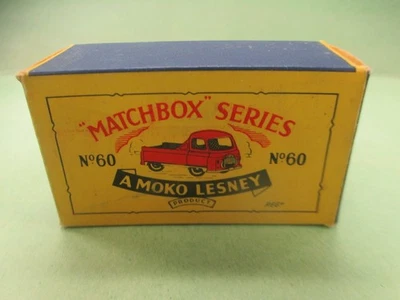 "MATCHBOX" SERIES
Nº60 Nº60
A MOKO LESNEY
PRODUCT